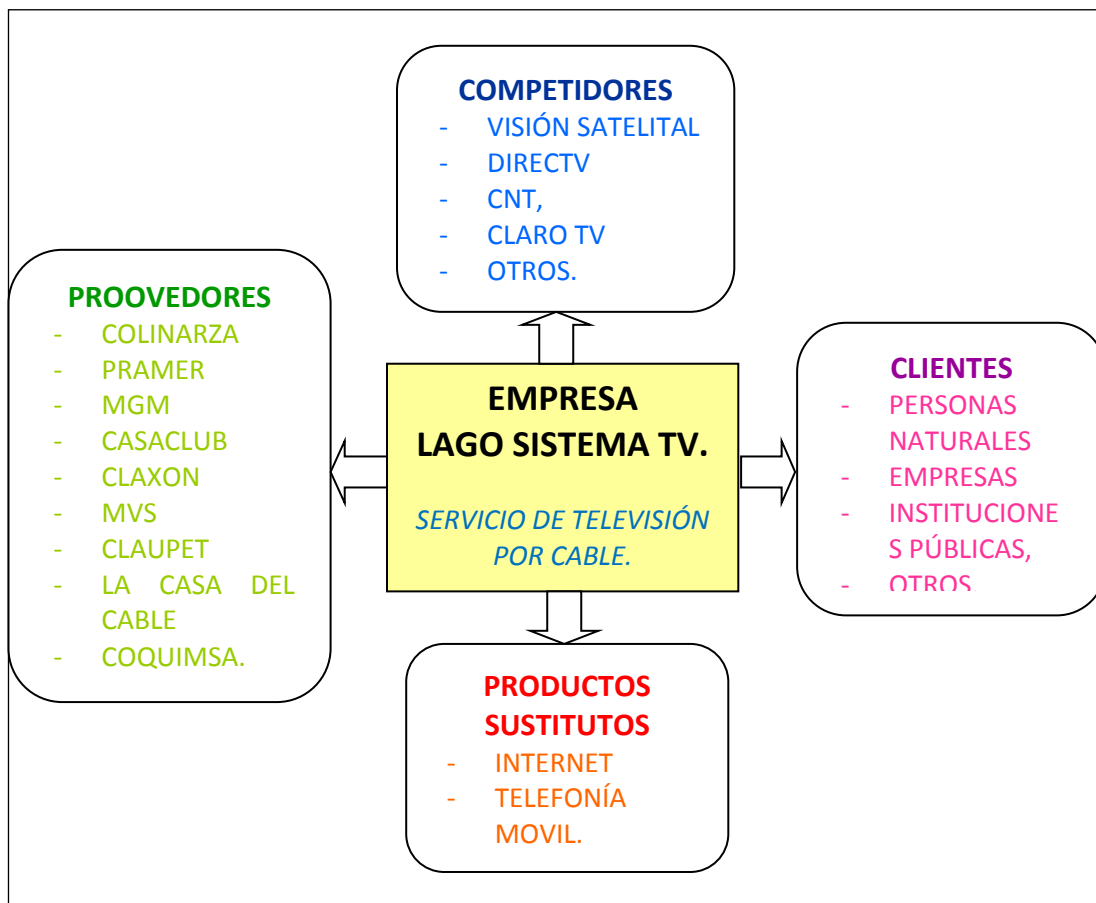 COMPETIDORES
- VISIÓN SATELITAL
- DIRECTV
- CNT,
- CLARO TV
- OTROS.
PROOVEDORES
- COLINARZA
- PRAMER
- MGM
- CASACLUB
- CLAXON
- MVS
- CLAUPET
- LA CASA DEL
CABLE
- COQUIMSA.
EMPRESA
LAGO SISTEMA TV.
SERVICIO DE TELEVISIÓN
POR CABLE.
CLIENTES
- PERSONAS
NATURALES
- EMPRESAS
- INSTITUCIONE
S PÚBLICAS,
- OTROS
PRODUCTOS
SUSTITUTOS
- INTERNET
- TELEFONÍA
MOVIL.